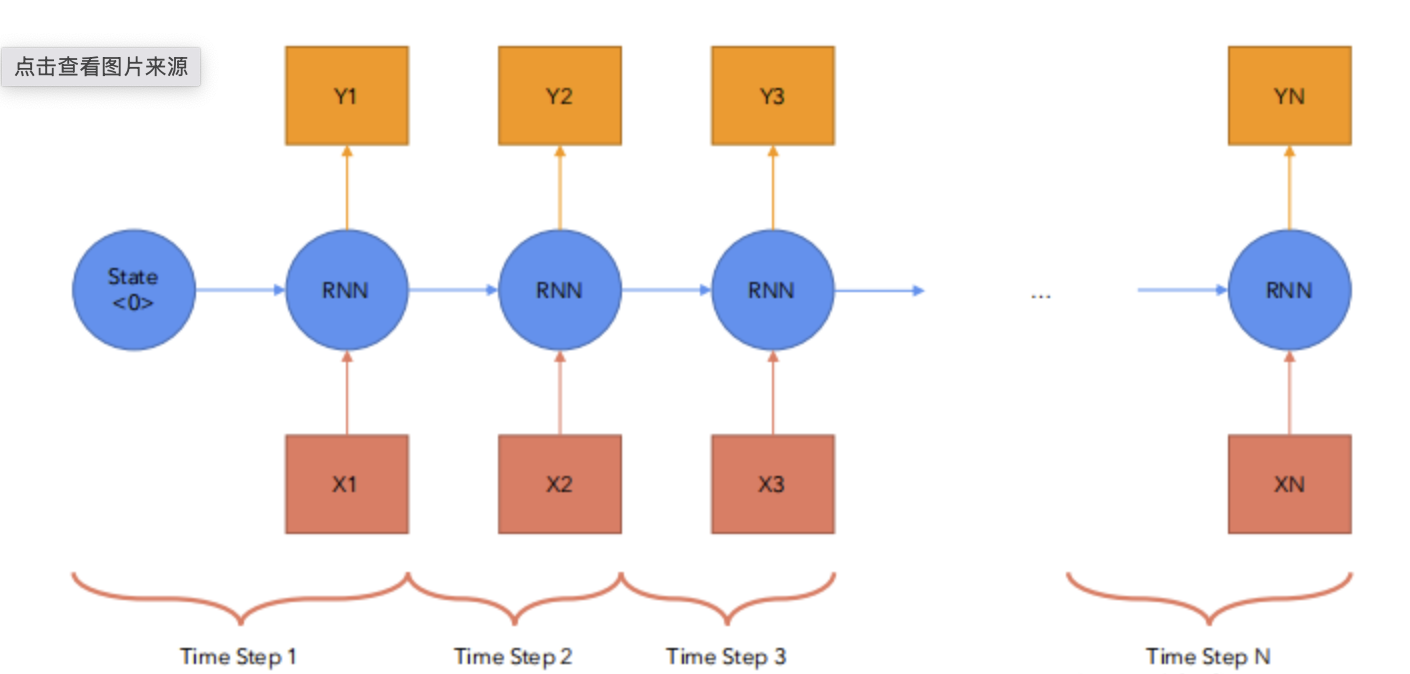 点击查看图片来源
Y1
Y2
Y3
YN
State
<0>
RNN
RNN
RNN
...
RNN
X1
X2
X3
XN
Time Step 1
Time Step 2
Time Step 3
Time Step N